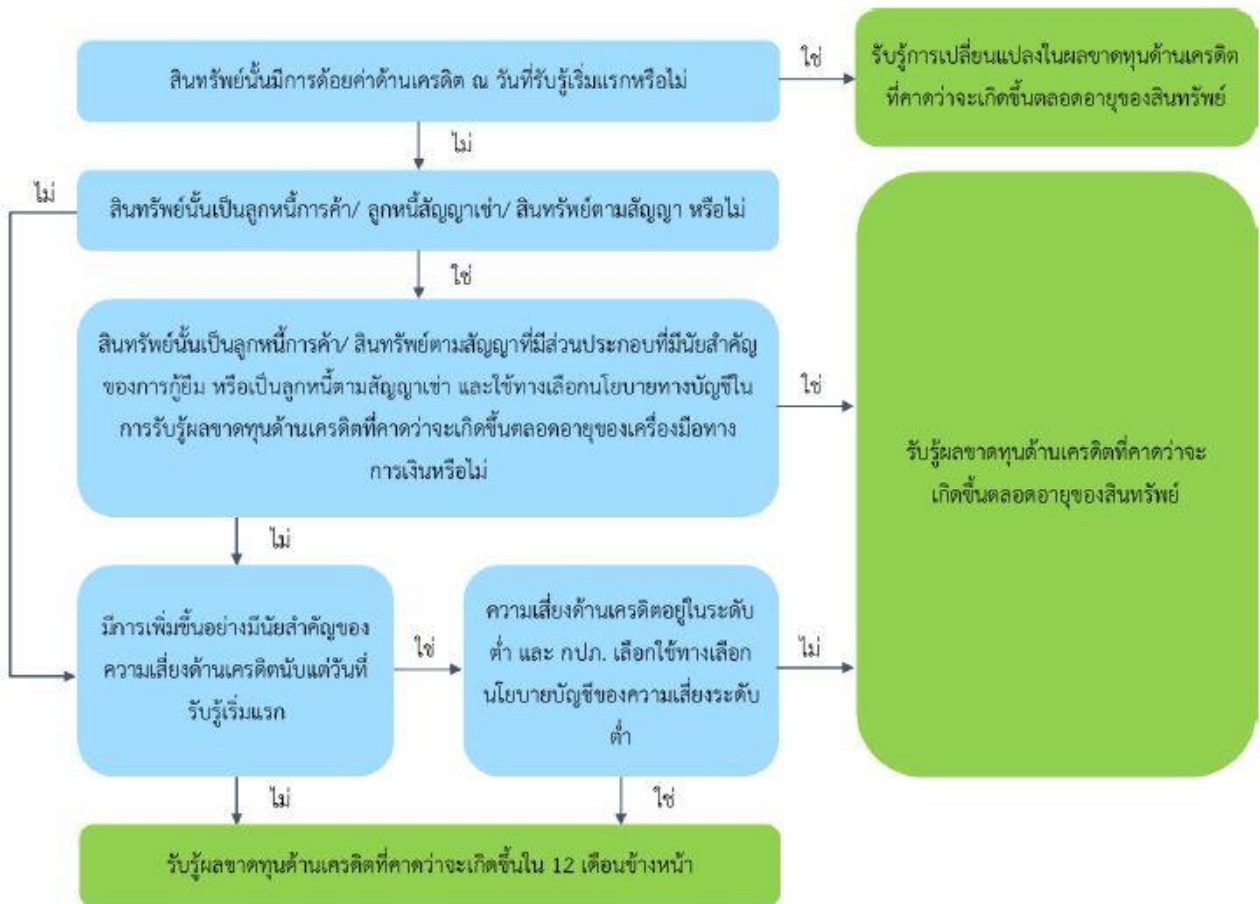 สินทรัพย์นั้นมีการด้อยค่าด้านเครดิต ณ วันที่รับรู้เริ่มแรกหรือไม่
ใช่
รับรู้การเปลี่ยนแปลงในผลขาดทุนด้านเครดิต
ที่คาดว่าจะเกิดขึ้นตลอดอายุของสินทรัพย์
ไม่
ไม่
สินทรัพย์นั้นเป็นลูกหนี้การค้า/ ลูกหนี้สัญญาเช่า/ สินทรัพย์ตามสัญญา หรือไม่
ใช่
สินทรัพย์นั้นเป็นลูกหนี้การค้า/ สินทรัพย์ตามสัญญาที่มีส่วนประกอบที่มีนัยสำคัญ
ของการกู้ยืม หรือเป็นลูกหนี้ตามสัญญาเช่า และใช้ทางเลือกนโยบายทางบัญชีใน
การรับรู้ผลขาดทุนด้านเครดิตที่คาดว่าจะเกิดขึ้นตลอดอายุของเครื่องมือทาง
การเงินหรือไม่
ใช่
รับรู้ผลขาดทุนด้านเครดิตที่คาดว่าจะ
เกิดขึ้นตลอดอายุของสินทรัพย์
ไม่
มีการเพิ่มขึ้นอย่างมีนัยสำคัญของ
ความเสี่ยงด้านเครดิตนับแต่วันที่
รับรู้เริ่มแรก
ใช่
ความเสี่ยงด้านเครดิตอยู่ในระดับ
ต่ำ และ กปภ. เลือกใช้ทางเลือก
นโยบายบัญชีของความเสี่ยงระดับ
ต่ำ
ไม่
ไม่
ใช่
รับรู้ผลขาดทุนด้านเครดิตที่คาดว่าจะเกิดขึ้นใน 12 เดือนข้างหน้า